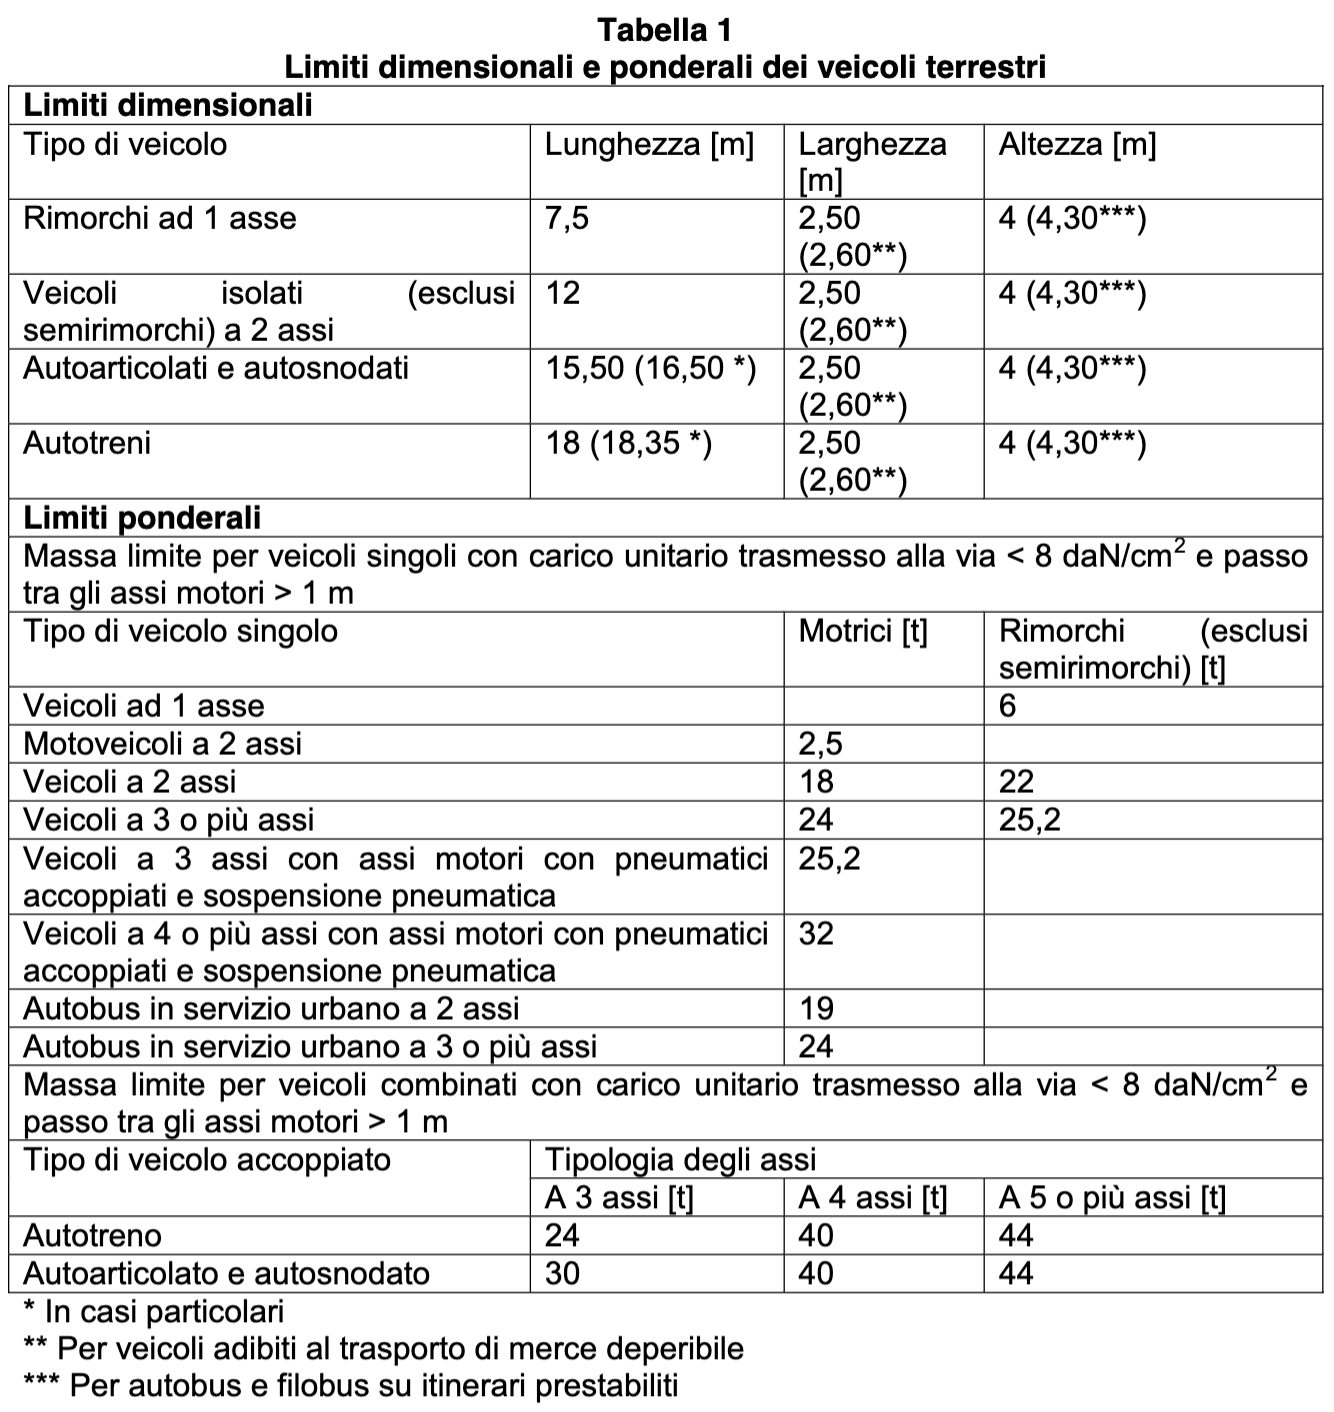 Tabella 1
Limiti dimensionali e ponderali dei veicoli terrestri
Limiti dimensionali
Tipo di veicolo Lunghezza [m] Larghezza [m] Altezza [m]
Rimorchi ad 1 asse 7,5 2,50 (2,60**) 4 (4,30***)
Veicoli isolati (esclusi semirimorchi) a 2 assi 12 2,50 (2,60**) 4 (4,30***)
Autoarticolati e autosnodati 15,50 (16,50 *) 2,50 (2,60**) 4 (4,30***)
Autotreni 18 (18,35 *) 2,50 (2,60**) 4 (4,30***)
Limiti ponderali
Massa limite per veicoli singoli con carico unitario trasmesso alla via < 8 daN/cm² e passo
tra gli assi motori > 1 m
Tipo di veicolo singolo Motrici [t] Rimorchi (esclusi semirimorchi) [t]
Veicoli ad 1 asse 6
Motoveicoli a 2 assi 2,5
Veicoli a 2 assi 18 22
Veicoli a 3 o più assi 24 25,2
Veicoli a 3 assi con assi motori con pneumatici accoppiati e sospensione pneumatica 25,2
Veicoli a 4 o più assi con assi motori con pneumatici accoppiati e sospensione pneumatica 32
Autobus in servizio urbano a 2 assi 19
Autobus in servizio urbano a 3 o più assi 24
Massa limite per veicoli combinati con carico unitario trasmesso alla via < 8 daN/cm² e
passo tra gli assi motori > 1 m
Tipo di veicolo accoppiato Tipologia degli assi
A 3 assi [t] A 4 assi [t] A 5 o più assi [t]
Autotreno 24 40 44
Autoarticolato e autosnodato 30 40 44
* In casi particolari
** Per veicoli adibiti al trasporto di merce deperibile
*** Per autobus e filobus su itinerari prestabiliti